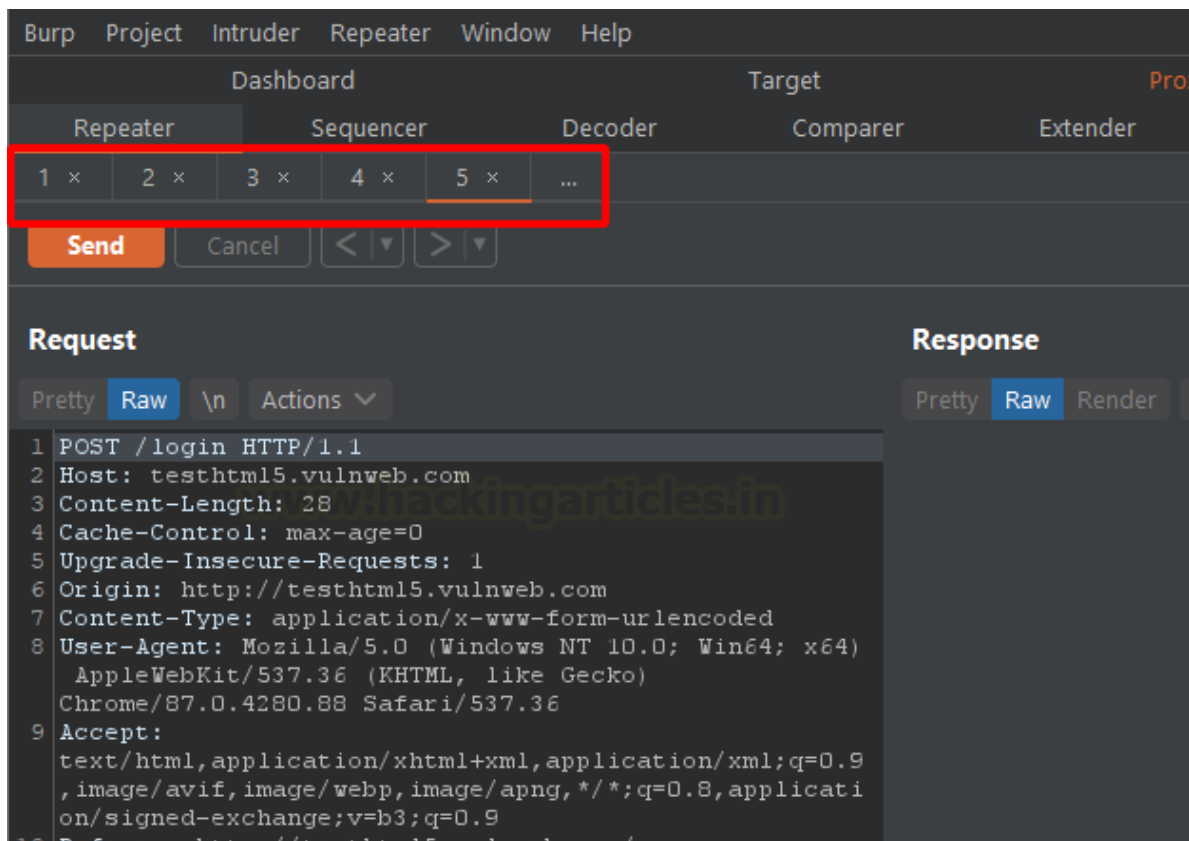 Burp Project Intruder Repeater Window Help
Dashboard Target Pro
Repeater Sequencer Decoder Comparer Extender
1 × 2 × 3 × 4 × 5 × ...
Send Cancel < ▼ > ▼
Request Response
Pretty Raw \n Actions Pretty Raw Render
1 POST /login HTTP/1.1
2 Host: testhtml5.vulnweb.com
www.hackingarticles.in
3 Content-Length: 28
4 Cache-Control: max-age=0
5 Upgrade-Insecure-Requests: 1
6 Origin: http://testhtml5.vulnweb.com
7 Content-Type: application/x-www-form-urlencoded
8 User-Agent: Mozilla/5.0 (Windows NT 10.0; Win64; x64)
AppleWebKit/537.36 (KHTML, like Gecko)
Chrome/87.0.4280.88 Safari/537.36
9 Accept:
text/html,application/xhtml+xml,application/xml;q=0.9
,image/avif,image/webp,image/apng,*/*;q=0.8,applicati
on/signed-exchange;v=b3;q=0.9